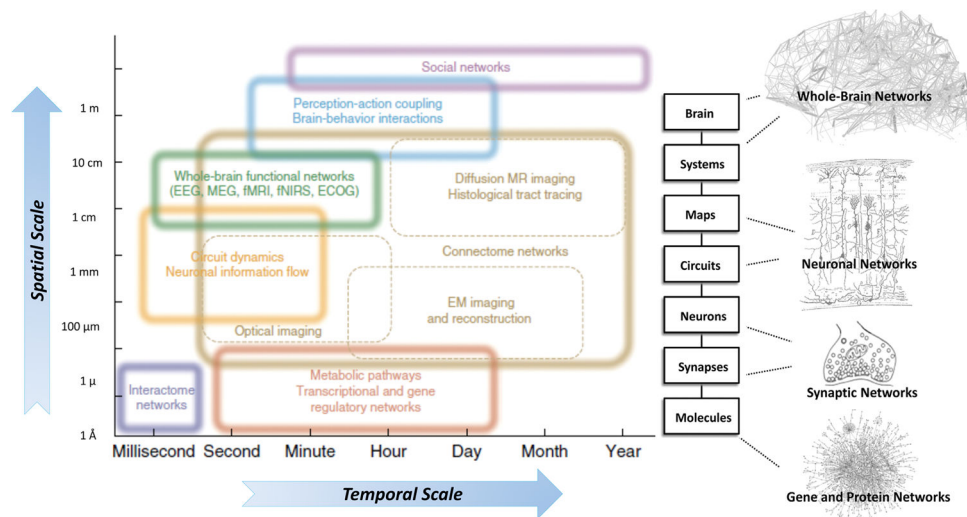 Social networks
Perception-action coupling
Brain-behavior interactions
Whole-brain functional networks
(EEG, MEG, fMRI, fNIRS, ECOG)
Diffusion MR imaging
Histological tract tracing
Circuit dynamics
Neuronal information flow
Connectome networks
EM imaging
and reconstruction
Optical imaging
Interactome
networks
Metabolic pathways
Transcriptional and gene
regulatory networks
Spatial Scale
1 m
10 cm
1 cm
1 mm
100 µm
1 µ
1 Å
Millisecond
Second
Minute
Hour
Day
Month
Year
Temporal Scale
Brain
Systems
Maps
Circuits
Neurons
Synapses
Molecules
Whole-Brain Networks
Neuronal Networks
Synaptic Networks
Gene and Protein Networks